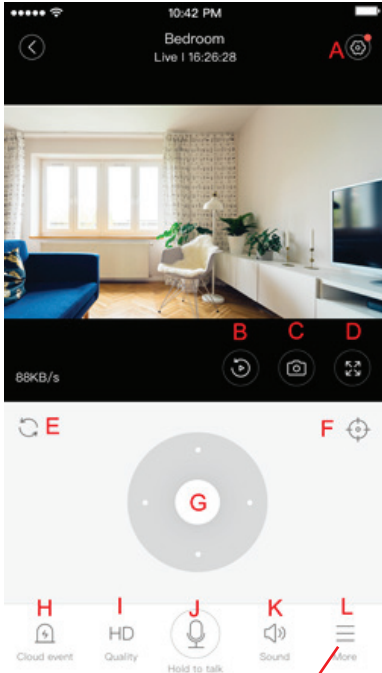 10:42 PM
Bedroom
Live | 16:26:28
A
B C D
88KB/s
E F
G
H I J K L
HD
Cloud event Quality Hold to talk Sound More